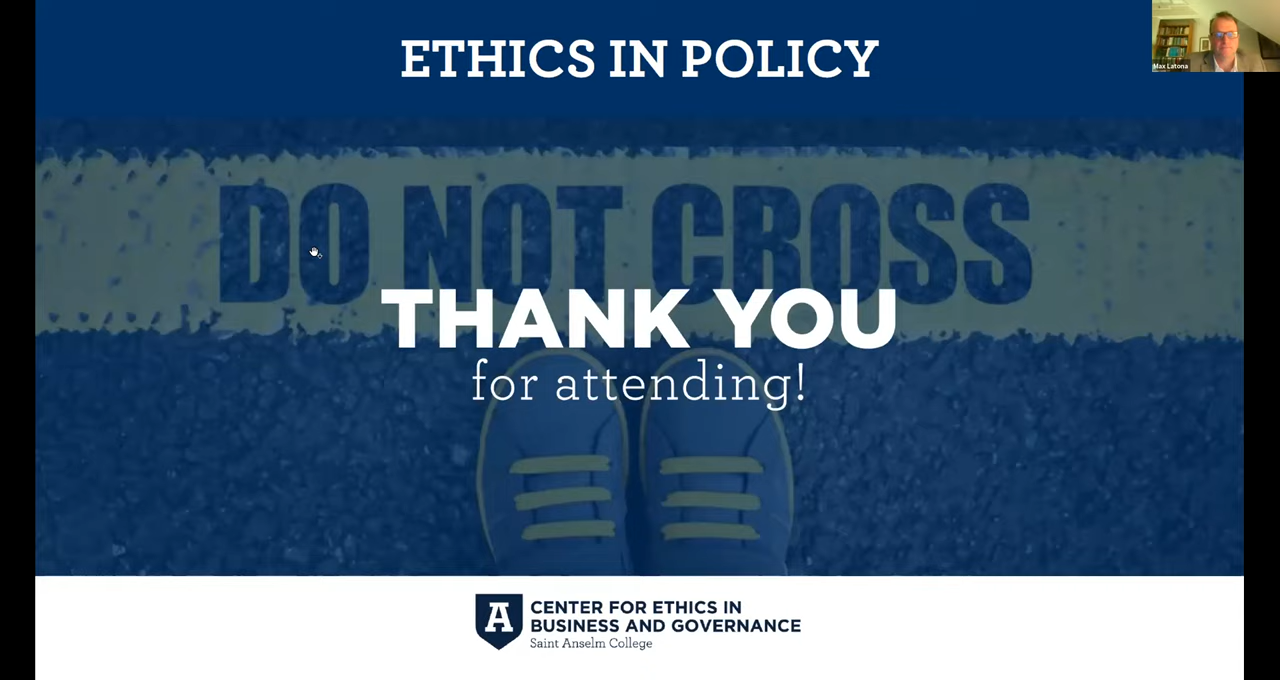 ETHICS IN POLICY
Max Latona
DO NOT CROSS
THANK YOU
for attending!
A
CENTER FOR ETHICS IN
BUSINESS AND GOVERNANCE
Saint Anselm College